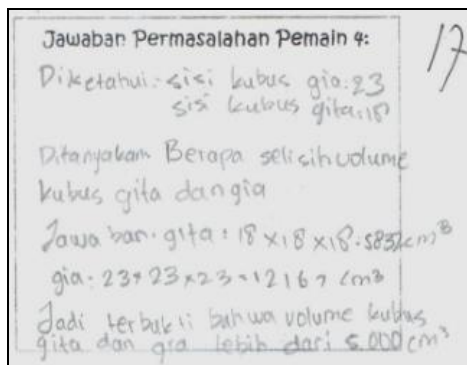 Jawaban Permasalahan Pemain 4:
17
Diketahui: sisi kubus gia: 23
sisi kubus gita: 18
Ditanyakan Berapa selisih volume
kubus gita dan gia
Jawaban. gita: 18 x 18 x 18 = 5832 cm³
gia: 23 x 23 x 23 = 12167 cm³
Jadi terbukti bahwa volume kubus
gita dan gia lebih dari 5.000 cm³